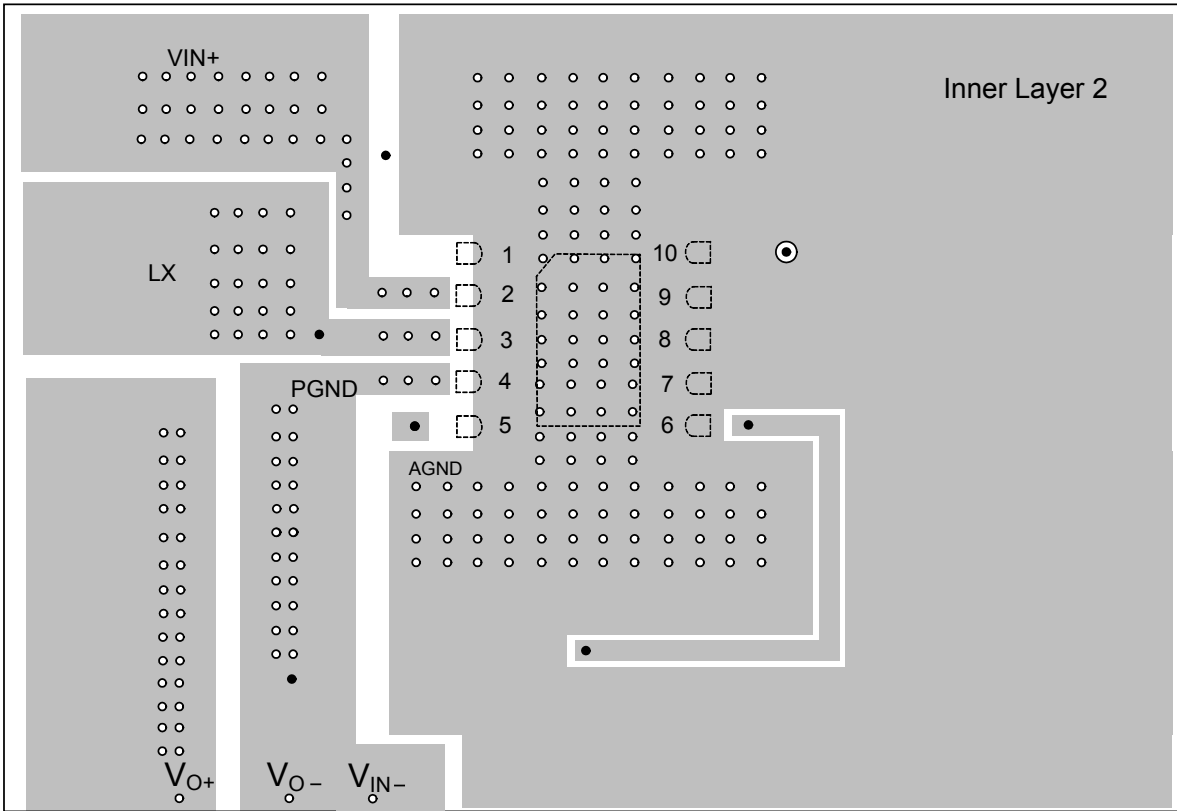 VIN+
Inner Layer 2
1 10
LX
2 9
3 8
PGND 4 7
5 6
AGND
VO+ VO– VIN–